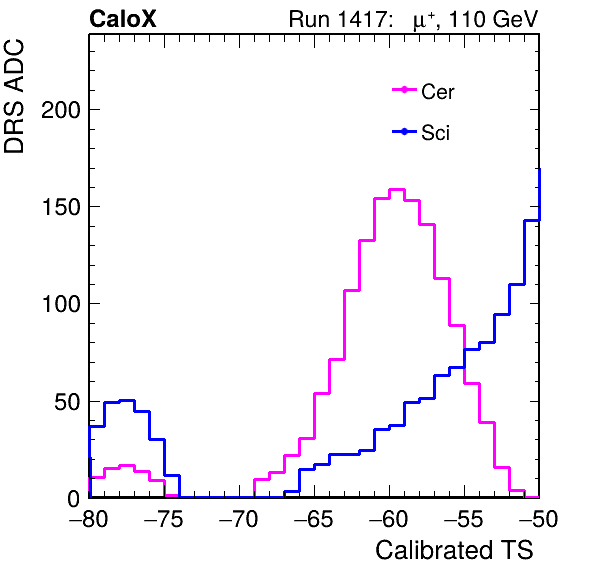 CaloX Run 1417: μ⁺, 110 GeV
DRS ADC
Cer
Sci
200
150
100
50
0
−80 −75 −70 −65 −60 −55 −50
Calibrated TS